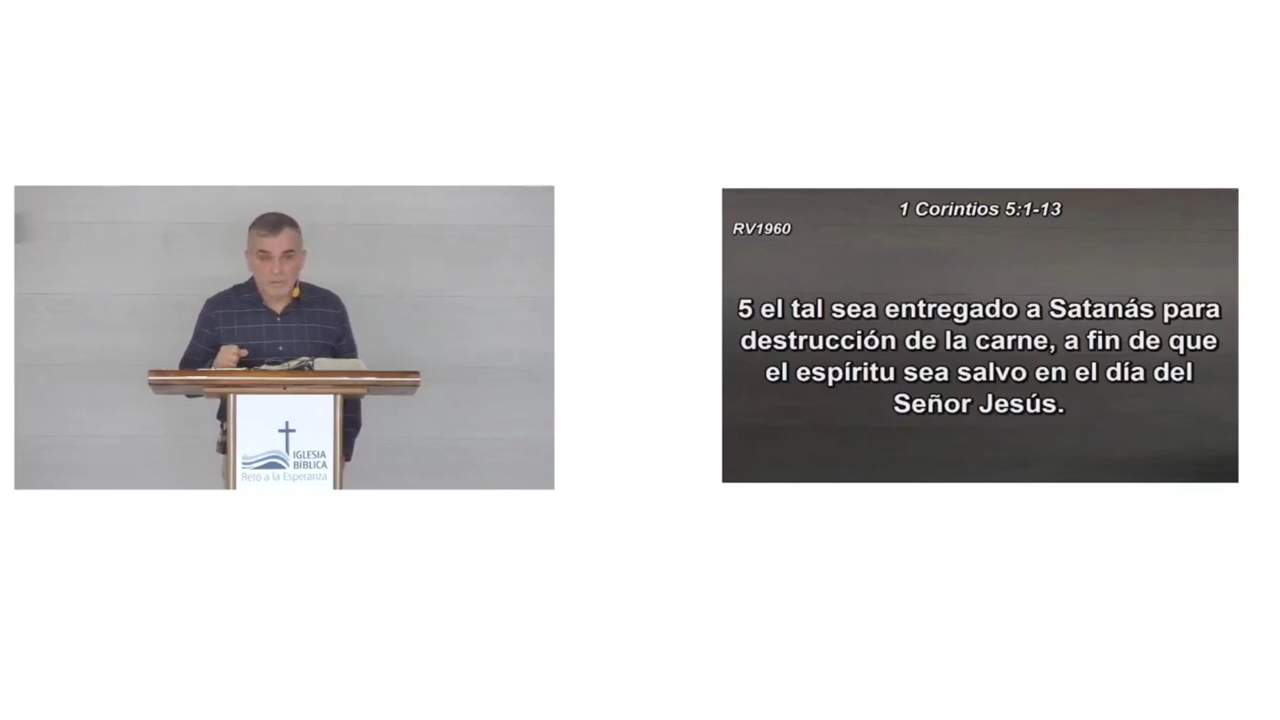 IGLESIA
BÍBLICA
Reto a la Esperanza
1 Corintios 5:1-13
RV1960
5 el tal sea entregado a Satanás para
destrucción de la carne, a fin de que
el espíritu sea salvo en el día del
Señor Jesús.